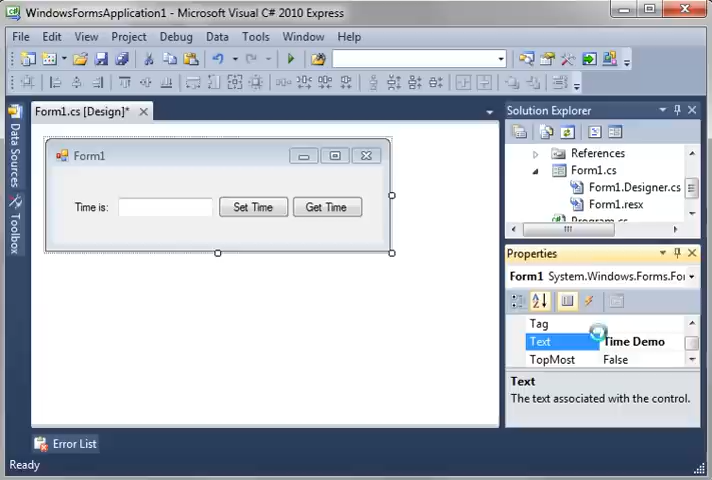 WindowsFormsApplication1 - Microsoft Visual C# 2010 Express
File Edit View Project Debug Data Tools Window Help
Form1.cs [Design]*
Data Sources
Toolbox
Form1
Time is:
Set Time
Get Time
Solution Explorer
References
Form1.cs
Form1.Designer.cs
Form1.resx
Program.cs
Properties
Form1 System.Windows.Forms.For
Tag
Text Time Demo
TopMost False
Text
The text associated with the control.
Error List
Ready